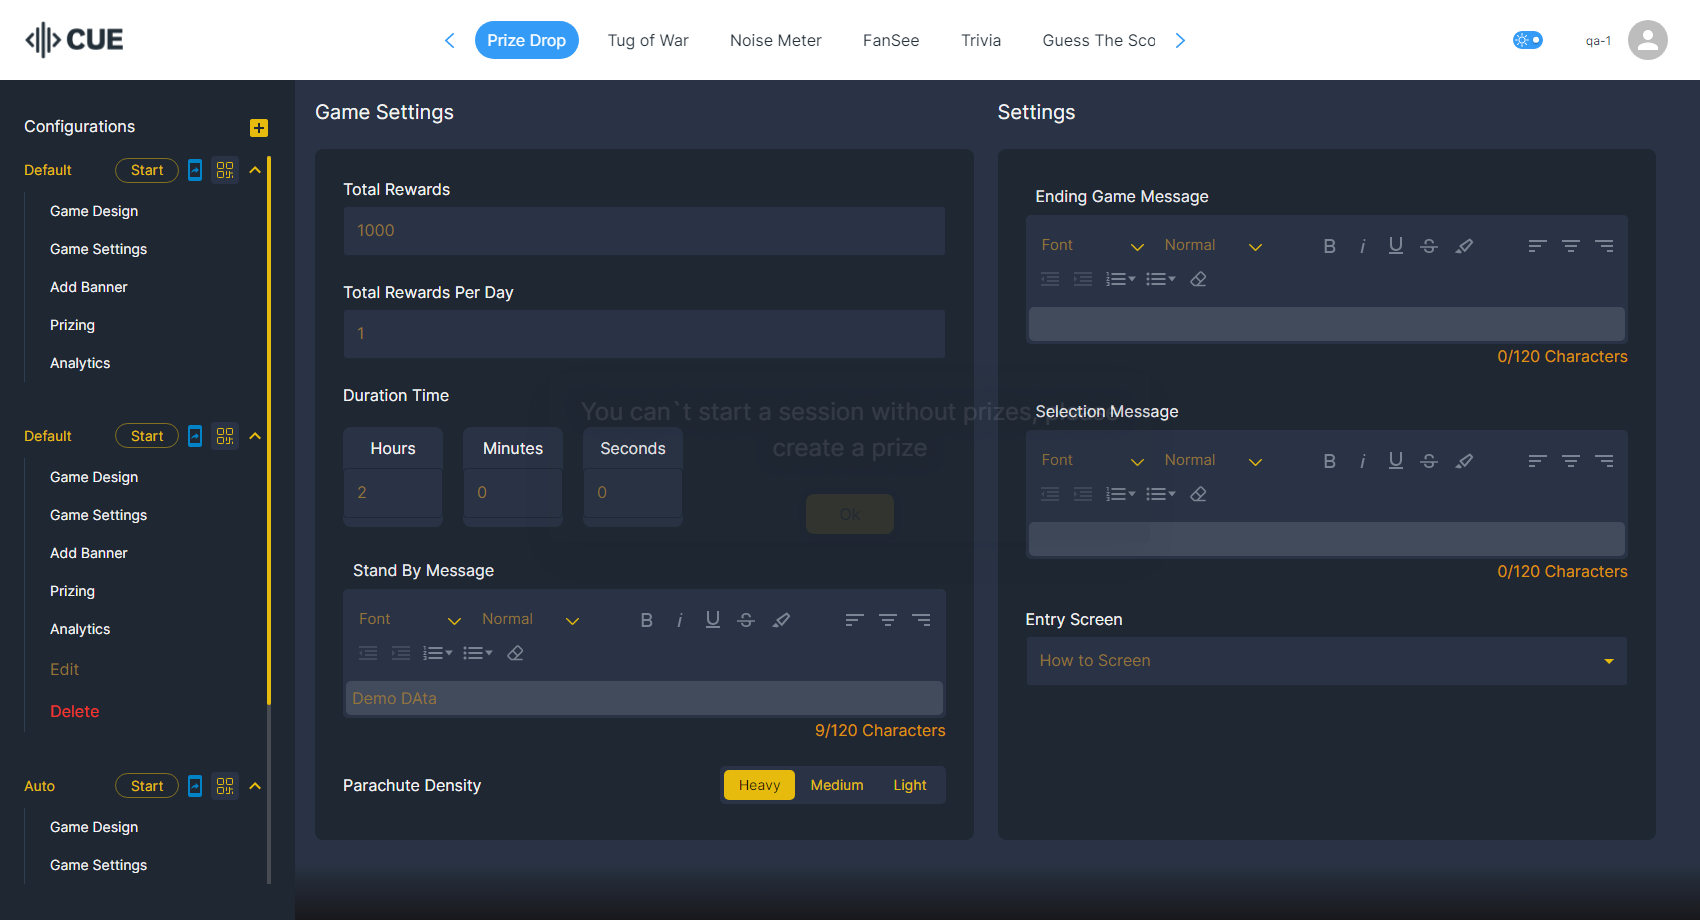 CUE
Prize Drop
Tug of War
Noise Meter
FanSee
Trivia
Guess The Sco
qa-1
Configurations
Default
Start
Game Design
Game Settings
Add Banner
Prizing
Analytics
Default
Start
Game Design
Game Settings
Add Banner
Prizing
Analytics
Edit
Delete
Auto
Start
Game Design
Game Settings
Game Settings
Total Rewards
1000
Total Rewards Per Day
1
Duration Time
Hours
Minutes
Seconds
2
0
0
You can`t start a session without prizes,
create a prize
Ok
Stand By Message
Font
Normal
Demo DAta
9/120 Characters
Parachute Density
Heavy
Medium
Light
Settings
Ending Game Message
Font
Normal
0/120 Characters
Selection Message
Font
Normal
0/120 Characters
Entry Screen
How to Screen